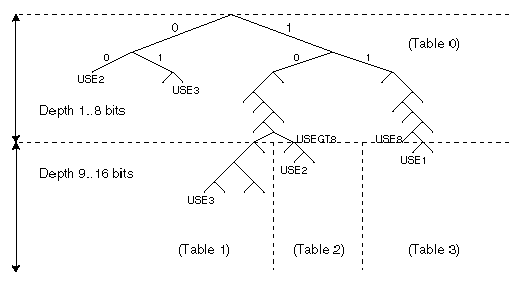 0
1
(Table 0)
0
1
0
1
USE2
USE3
Depth 1..8 bits
USEGT8
USE8
USE1
Depth 9..16 bits
USE2
USE3
(Table 1)
(Table 2)
(Table 3)